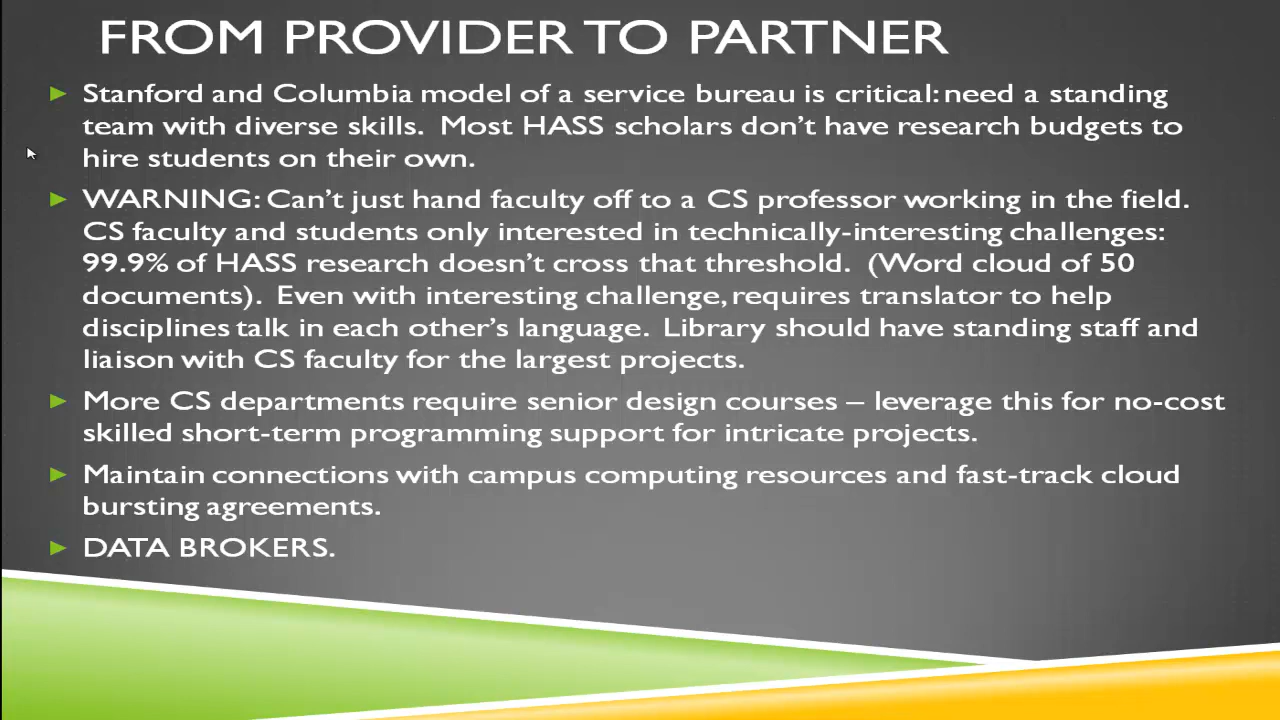 FROM PROVIDER TO PARTNER
Stanford and Columbia model of a service bureau is critical: need a standing
team with diverse skills. Most HASS scholars don't have research budgets to
hire students on their own.
WARNING: Can't just hand faculty off to a CS professor working in the field.
CS faculty and students only interested in technically-interesting challenges:
99.9% of HASS research doesn't cross that threshold. (Word cloud of 50
documents). Even with interesting challenge, requires translator to help
disciplines talk in each other's language. Library should have standing staff and
liaison with CS faculty for the largest projects.
More CS departments require senior design courses – leverage this for no-cost
skilled short-term programming support for intricate projects.
Maintain connections with campus computing resources and fast-track cloud
bursting agreements.
DATA BROKERS.